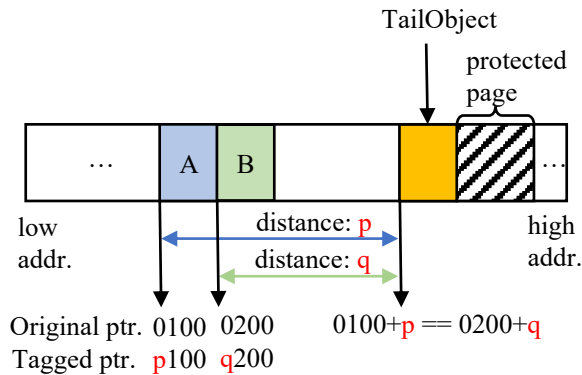 TailObject
protected
page
...
A
B
...
low
addr.
distance: p
distance: q
high
addr.
Original ptr. 0100 0200
0100+p == 0200+q
Tagged ptr. p100 q200